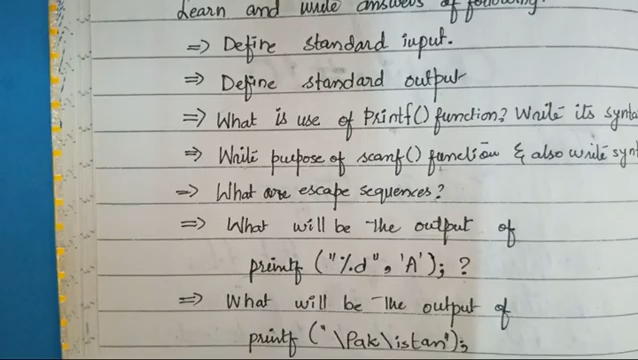 Learn and write answers of following.
⇒ Define standard input.
⇒ Define standard output
⇒ What is use of printf() function? Write its synta
⇒ Write purpose of scanf() function & also write synt
⇒ What are escape sequences?
⇒ What will be the output of
printf ("%d", 'A'); ?
⇒ What will be the output of
printf ("\Pak\istan");